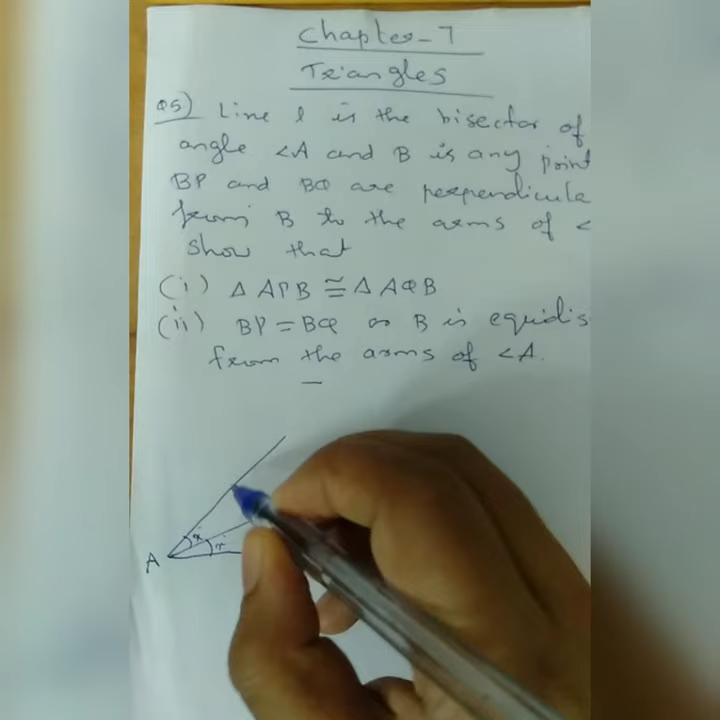 Chapter-7
Triangles
Q5) Line l is the bisector of
angle ∠A and B is any point
BP and BQ are perpendicula
from B to the arms of ∠
show that
(i) Δ APB ≅ Δ AQB
(ii) BP = BQ or B is equidis
from the arms of ∠A.
x
x
A